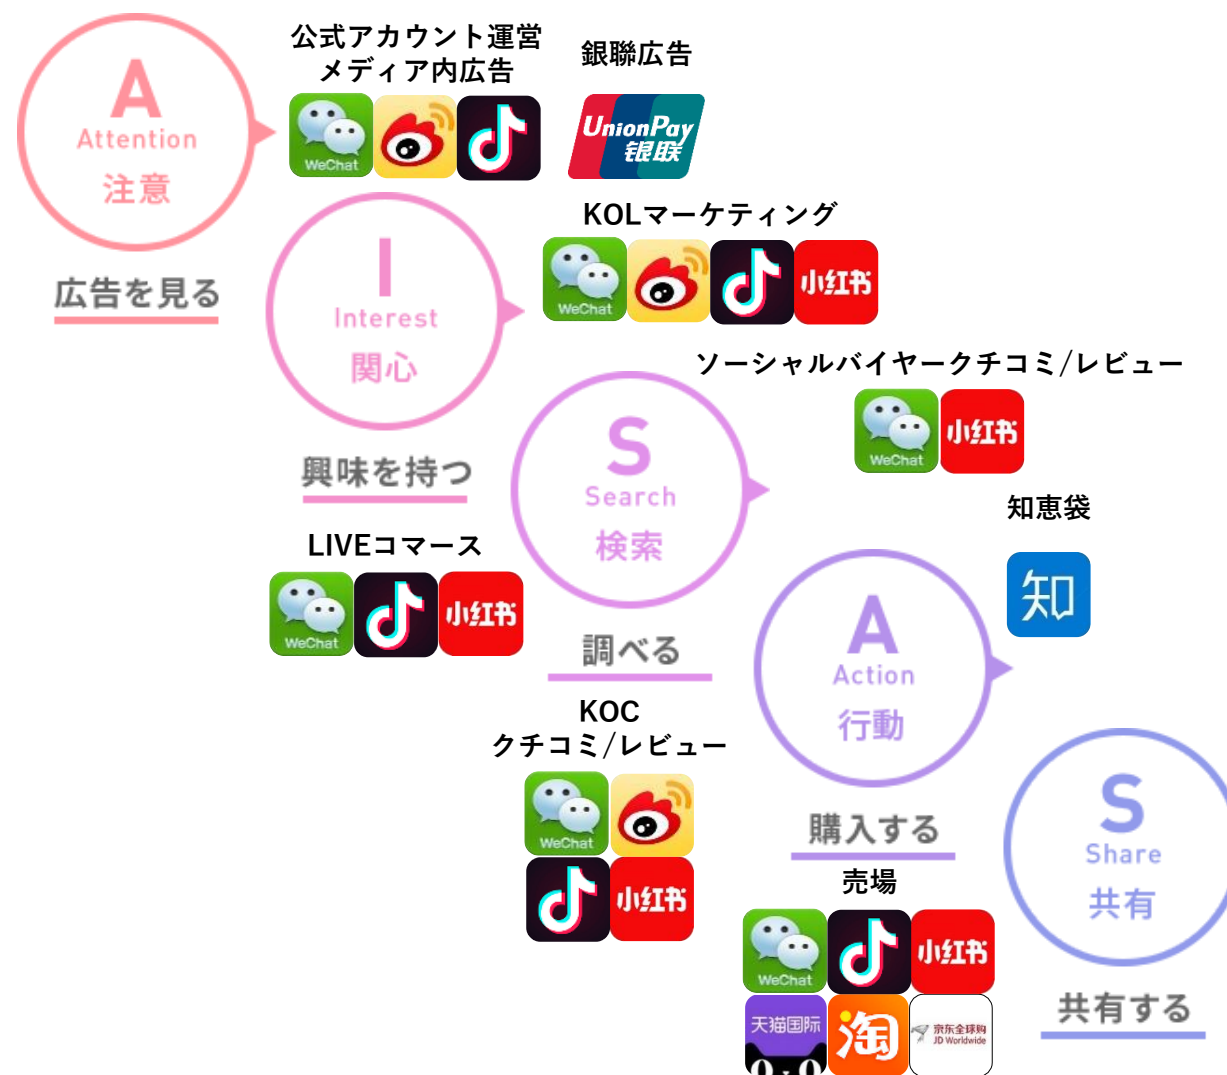 A
Attention
注意
広告を見る
公式アカウント運営
メディア内広告
WeChat
銀聯広告
UnionPay
银联
I
Interest
関心
興味を持つ
KOLマーケティング
WeChat
小红书
LIVEコマース
WeChat
小红书
S
Search
検索
調べる
ソーシャルバイヤークチコミ/レビュー
WeChat
小红书
知恵袋
知
KOC
クチコミ/レビュー
WeChat
小红书
A
Action
行動
購入する
売場
WeChat
小红书
天猫国际
淘
京东全球购
JD Worldwide
S
Share
共有
共有する